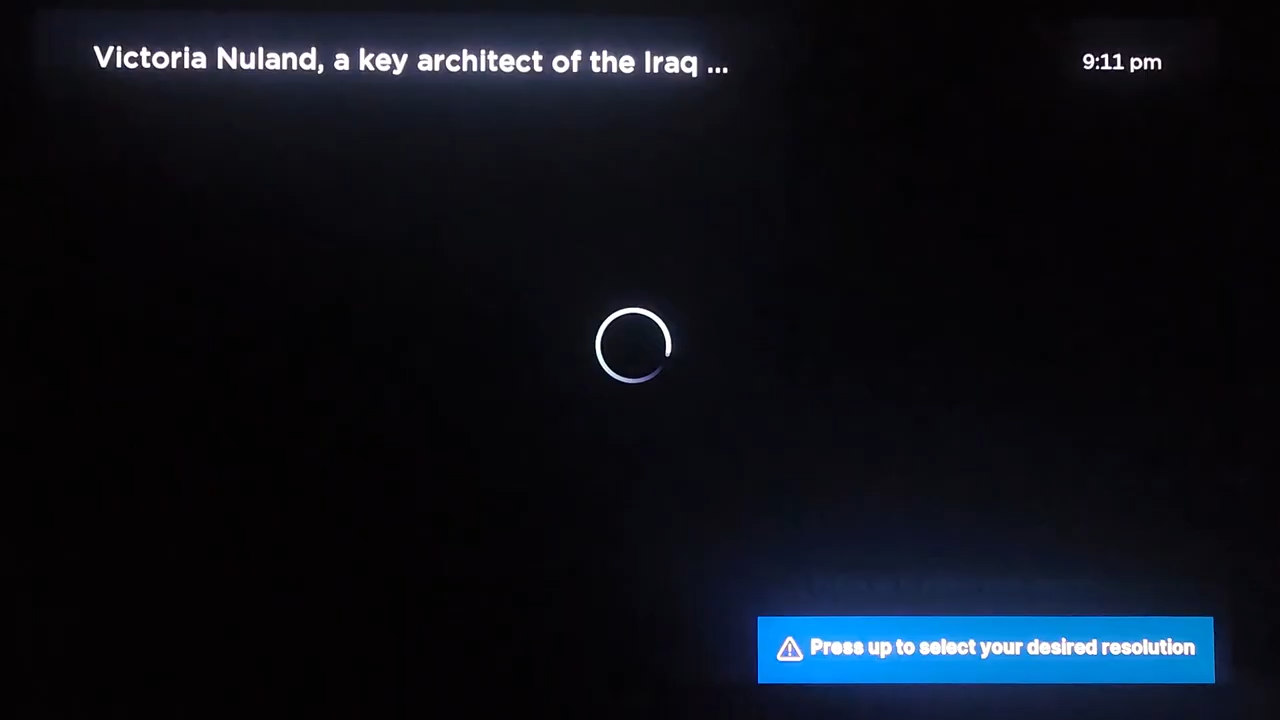 Victoria Nuland, a key architect of the Iraq ...
9:11 pm
Press up to select your desired resolution